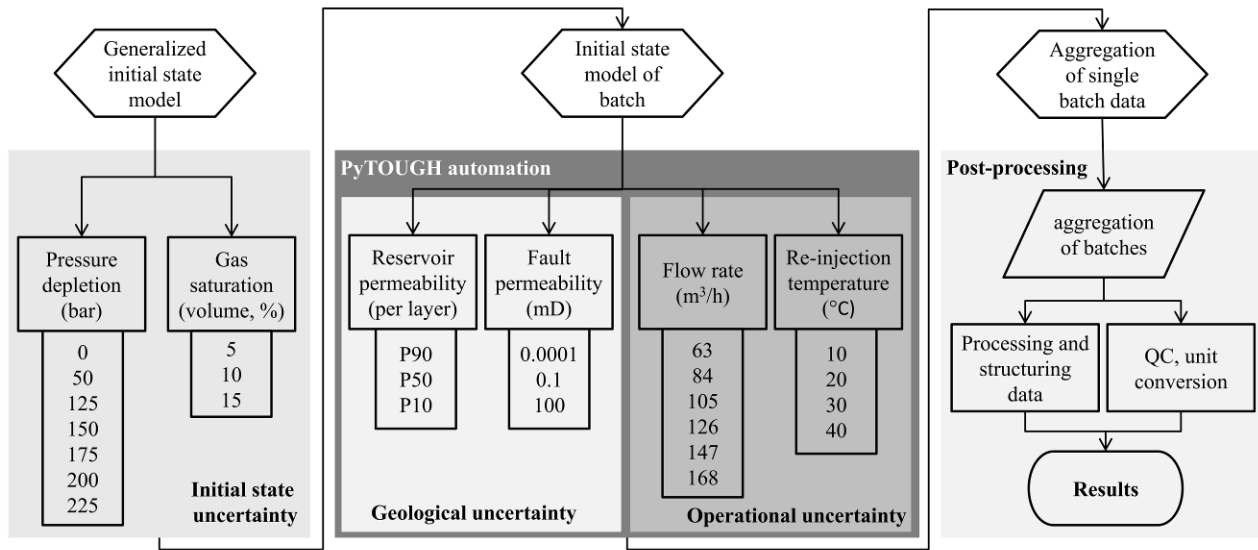 Generalized
initial state
model
Initial state
model of
batch
Aggregation
of single
batch data
PyTOUGH automation
Post-processing
Pressure
depletion
(bar)
0
50
125
150
175
200
225
Gas
saturation
(volume, %)
5
10
15
Initial state
uncertainty
Reservoir
permeability
(per layer)
P90
P50
P10
Fault
permeability
(mD)
0.0001
0.1
100
Geological uncertainty
Flow rate
(m³/h)
63
84
105
126
147
168
Re-injection
temperature
(°C)
10
20
30
40
Operational uncertainty
aggregation
of batches
Processing and
structuring
data
QC, unit
conversion
Results